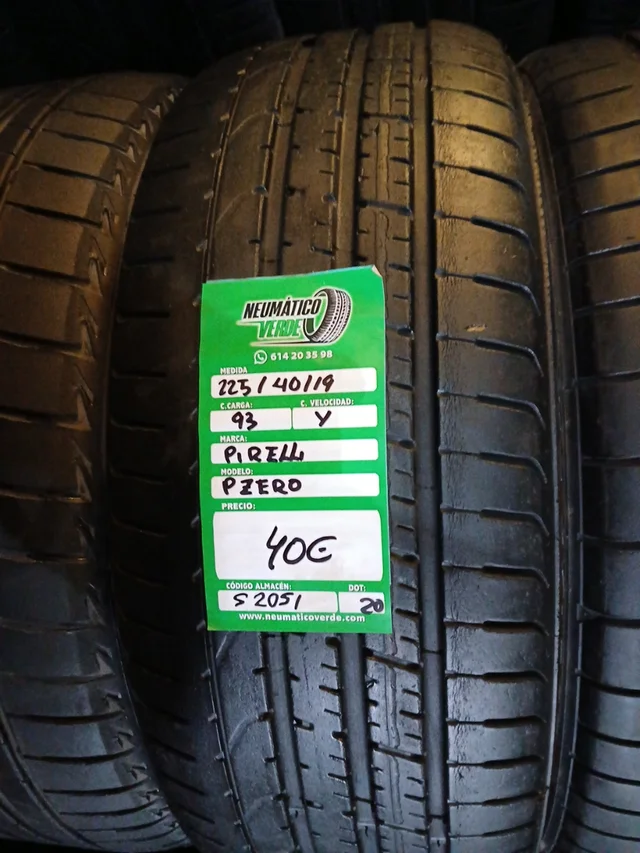 NEUMÁTICO
VERDE
614 20 35 98
MEDIDA
225/40/19
C.CARGA: C. VELOCIDAD:
93 Y
MARCA:
PIRELLI
MODELO:
PZERO
PRECIO:
40€
CÓDIGO ALMACÉN: DOT:
S2051 20
www.neumaticoverde.com